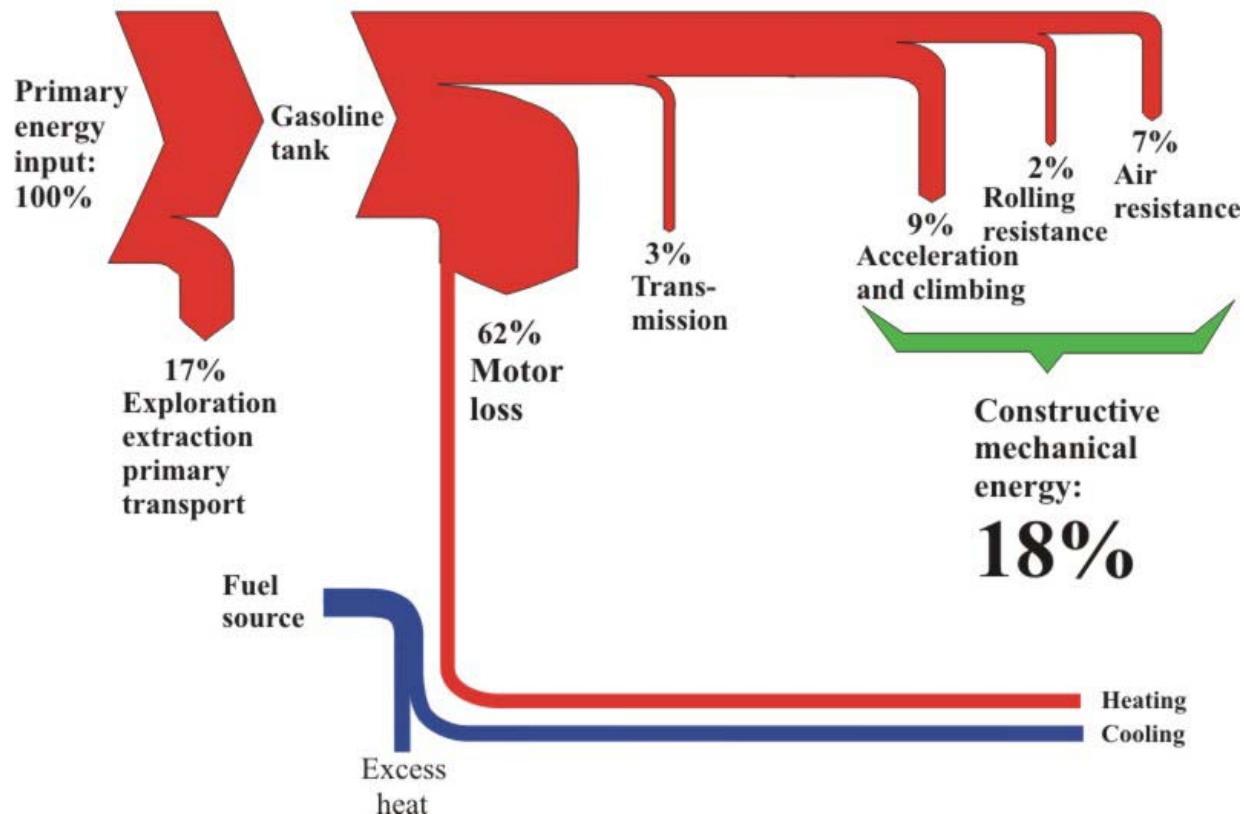 Primary
energy
input:
100%
Gasoline
tank
17%
Exploration
extraction
primary
transport
62%
Motor
loss
3%
Trans-
mission
9%
Acceleration
and climbing
2%
Rolling
resistance
7%
Air
resistance
Constructive
mechanical
energy:
18%
Fuel
source
Excess
heat
Heating
Cooling